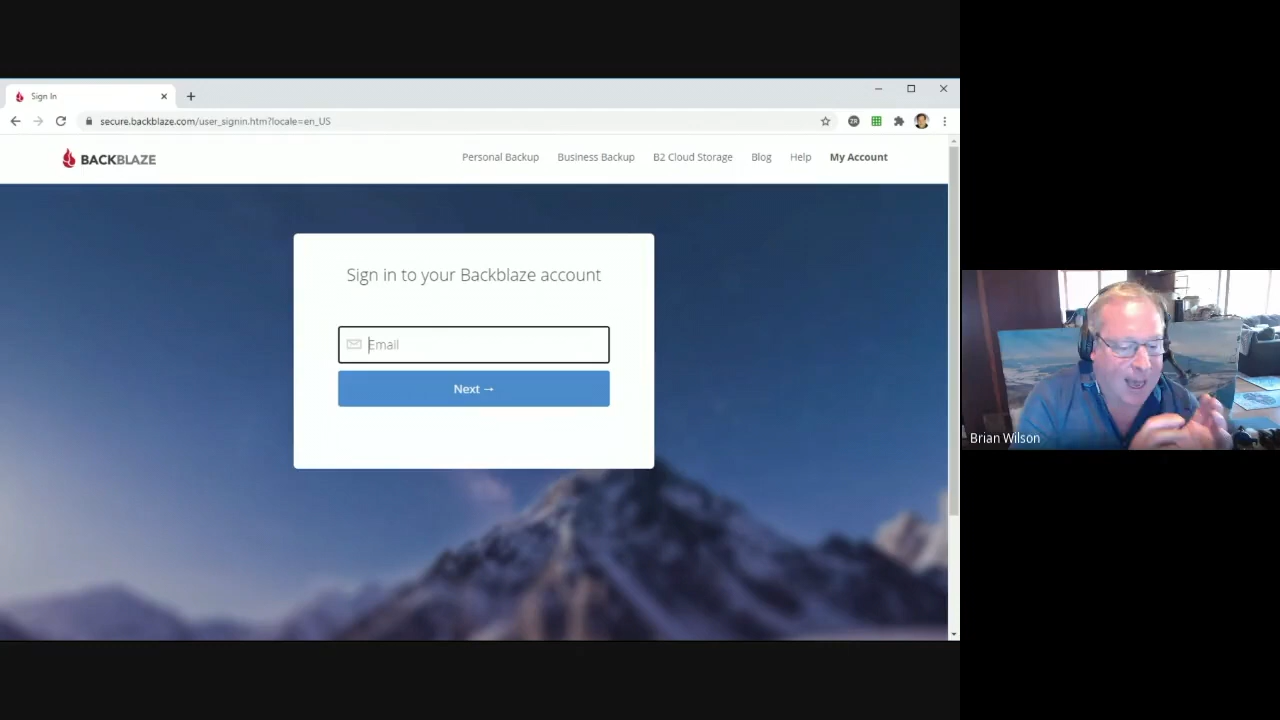 Sign In
secure.backblaze.com/user_signin.htm?locale=en_US
BACKBLAZE
Personal Backup
Business Backup
B2 Cloud Storage
Blog
Help
My Account
Sign in to your Backblaze account
Email
Next →
Brian Wilson